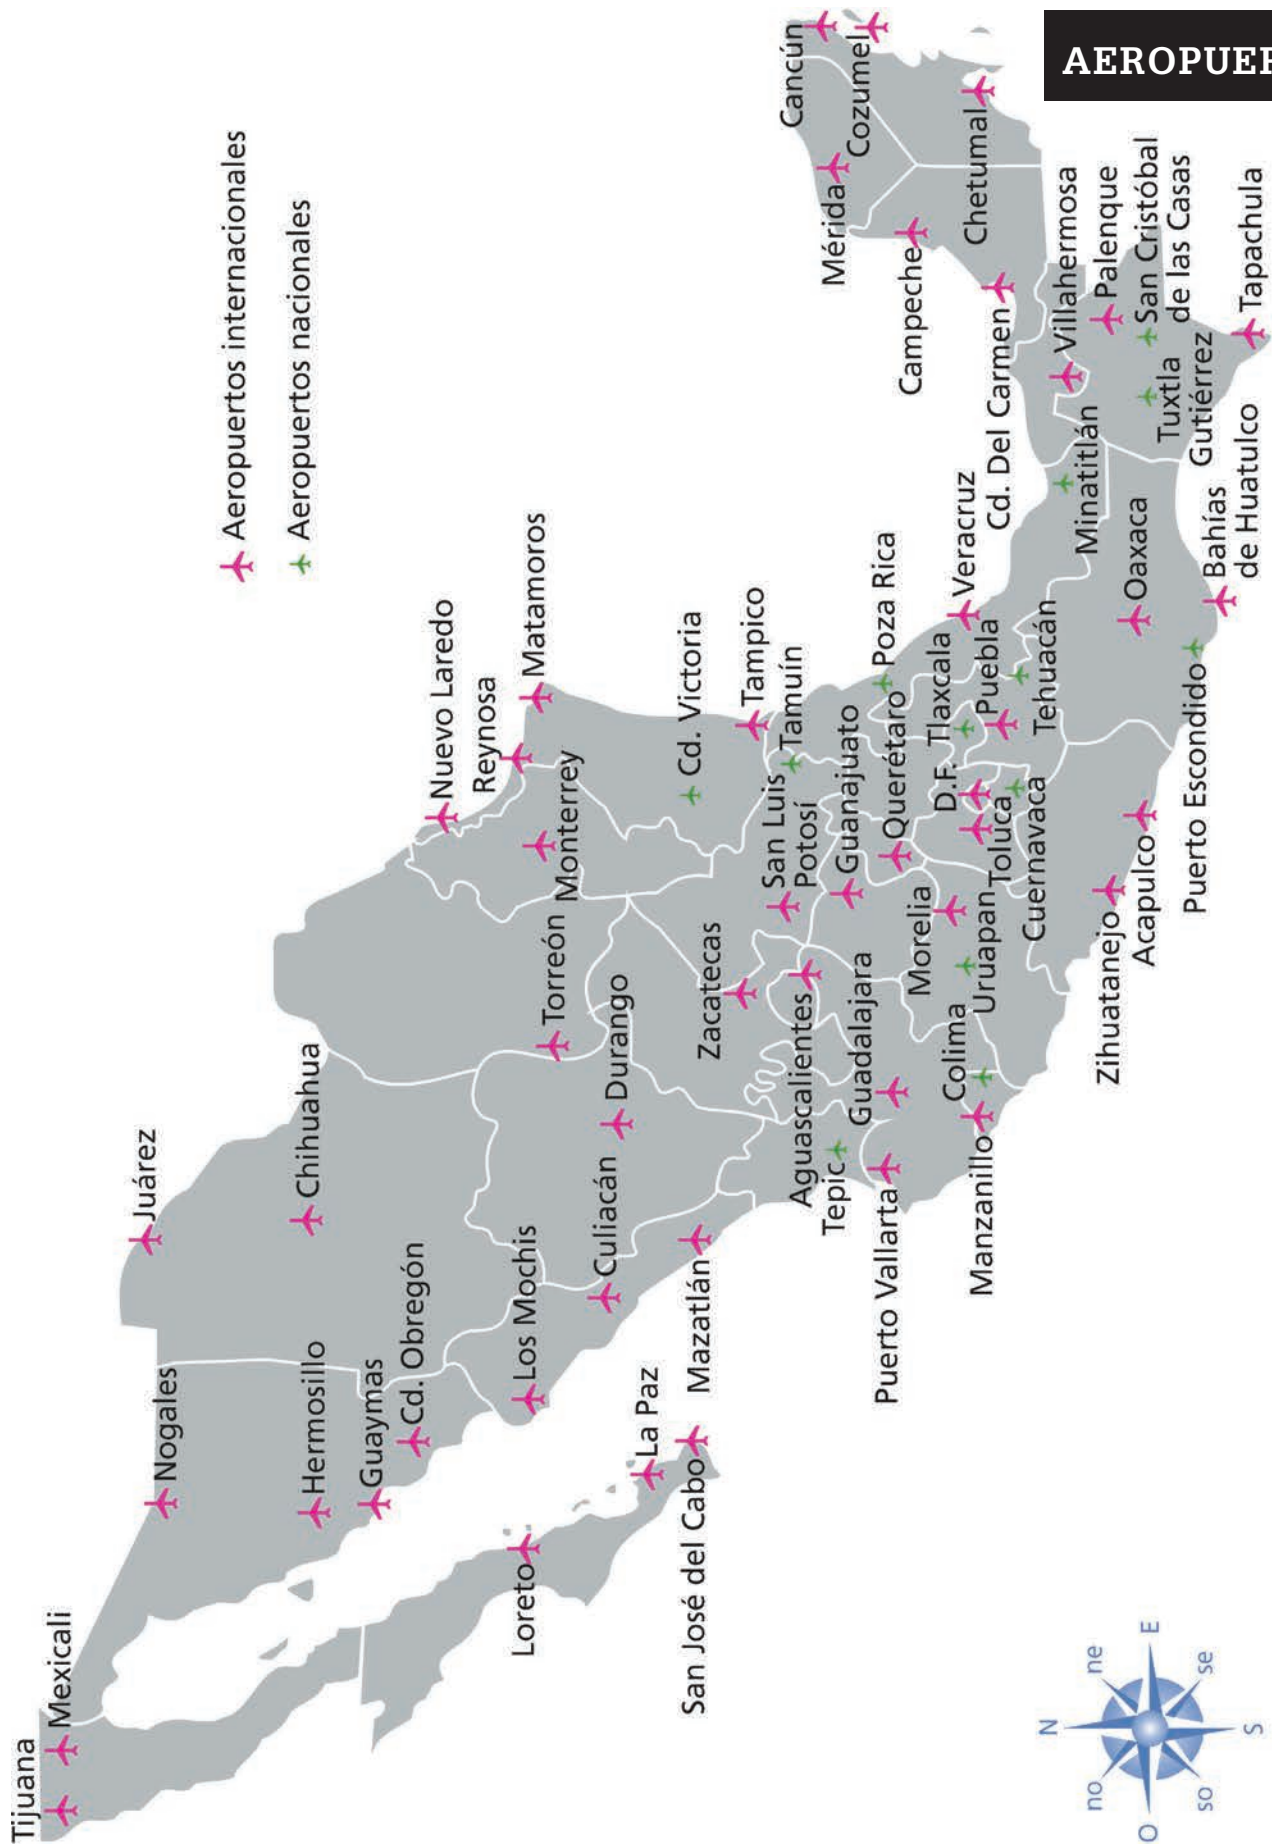 AEROPUER
Aeropuertos internacionales
Aeropuertos nacionales
Tijuana
Mexicali
Nogales
Juárez
Hermosillo
Chihuahua
Guaymas
Cd. Obregón
Nuevo Laredo
Reynosa
Matamoros
Loreto
Los Mochis
Torreón
Monterrey
Culiacán
Durango
La Paz
San José del Cabo
Mazatlán
Zacatecas
Cd. Victoria
Tampico
San Luis
Potosí
Tamuín
Aguascalientes
Tepic
Guanajuato
Cancún
Mérida
Cozumel
Guadalajara
Puerto Vallarta
Querétaro
Poza Rica
Campeche
Morelia
D.F.
Tlaxcala
Veracruz
Colima
Manzanillo
Uruapan
Toluca
Puebla
Cd. Del Carmen
Chetumal
Cuernavaca
Tehuacán
Villahermosa
Minatitlán
Palenque
San Cristóbal
de las Casas
Zihuatanejo
Acapulco
Oaxaca
Tuxtla
Gutiérrez
Puerto Escondido
Bahías
de Huatulco
Tapachula
N
no
ne
O
E
so
se
S